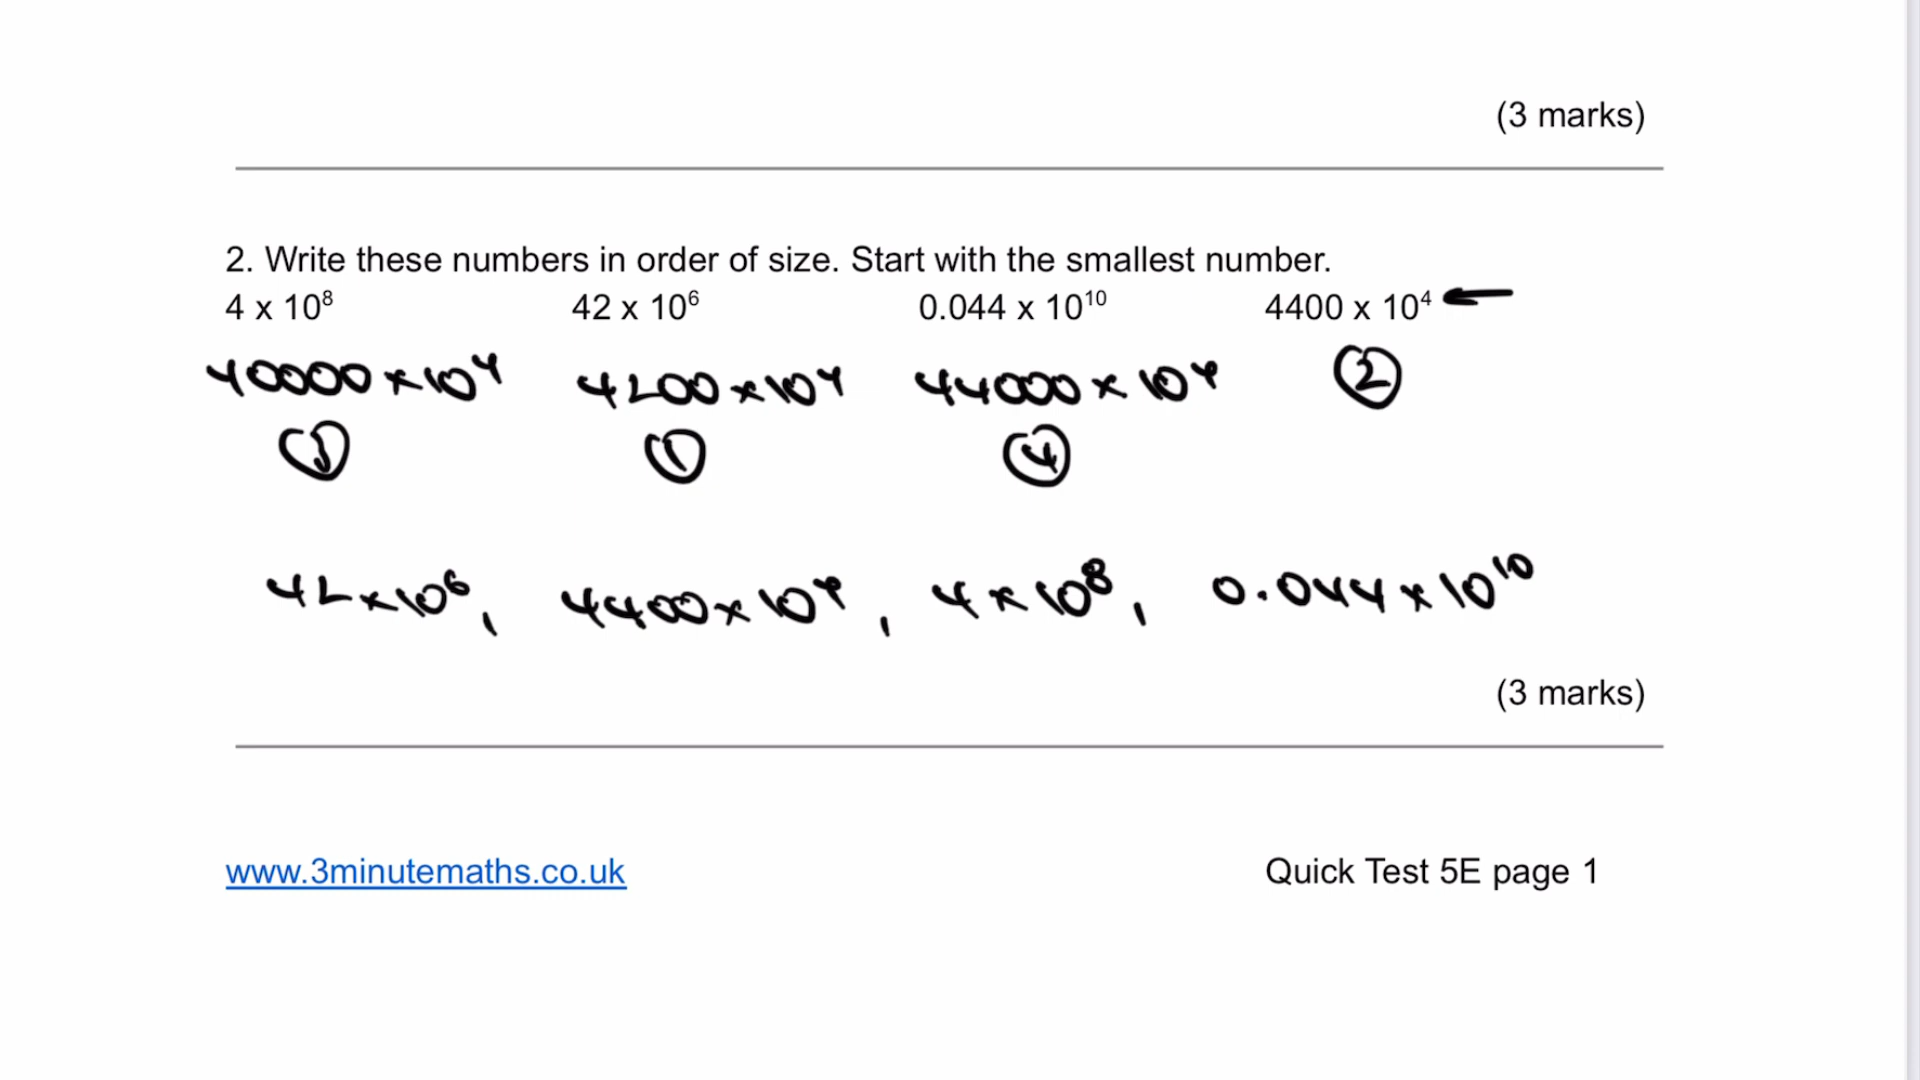 (3 marks)
2. Write these numbers in order of size. Start with the smallest number.
4 x 10⁸ 42 x 10⁶ 0.044 x 10¹⁰ 4400 x 10⁴
40000 x 10⁴ 4200 x 10⁴ 44000 x 10⁴ 2
3 1 4
42 x 10⁶, 4400 x 10⁴, 4 x 10⁸, 0.044 x 10¹⁰
(3 marks)
www.3minutemaths.co.uk Quick Test 5E page 1